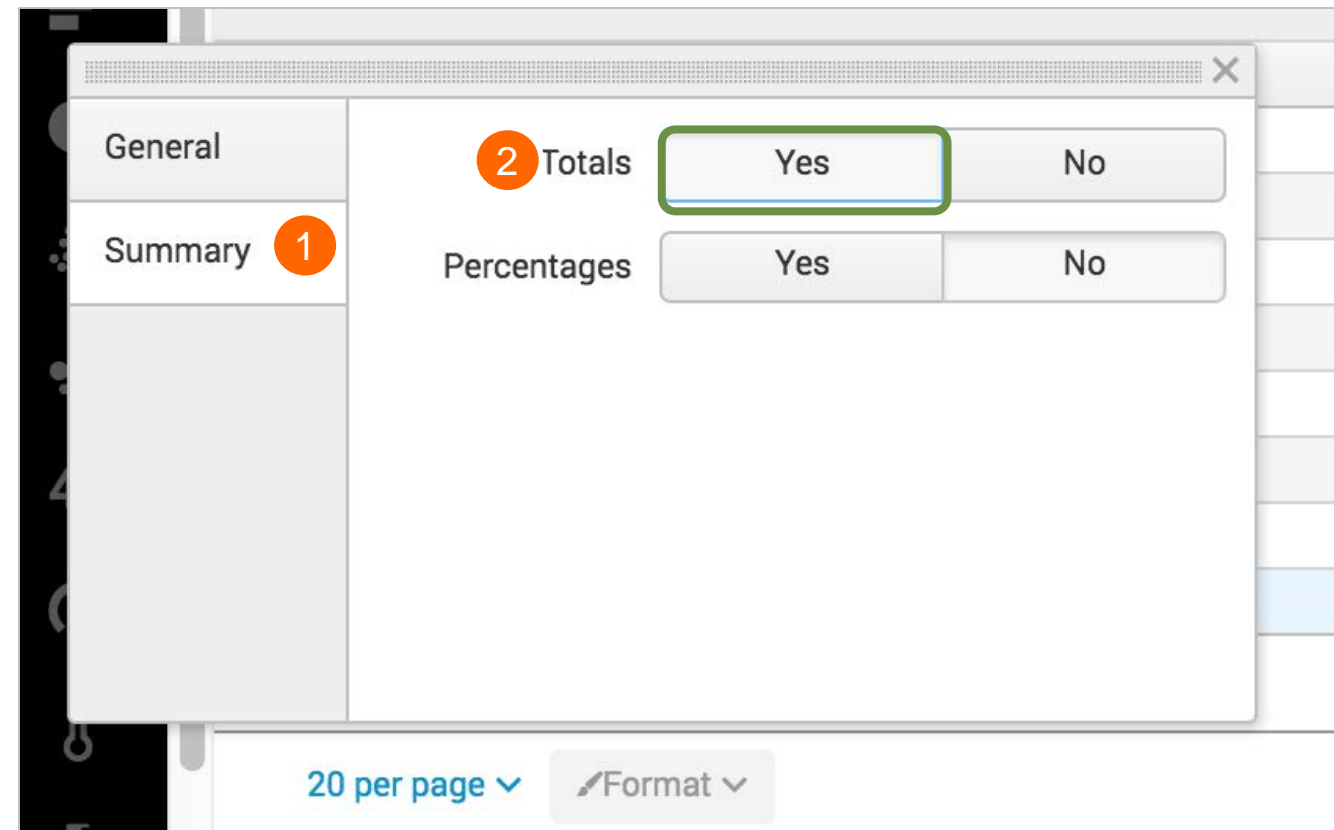 General
2 Totals Yes No
Summary 1
Percentages Yes No
20 per page Format